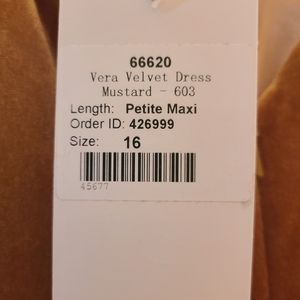 66620
Vera Velvet Dress
Mustard - 603
Length: Petite Maxi
Order ID: 426999
Size: 16
45677